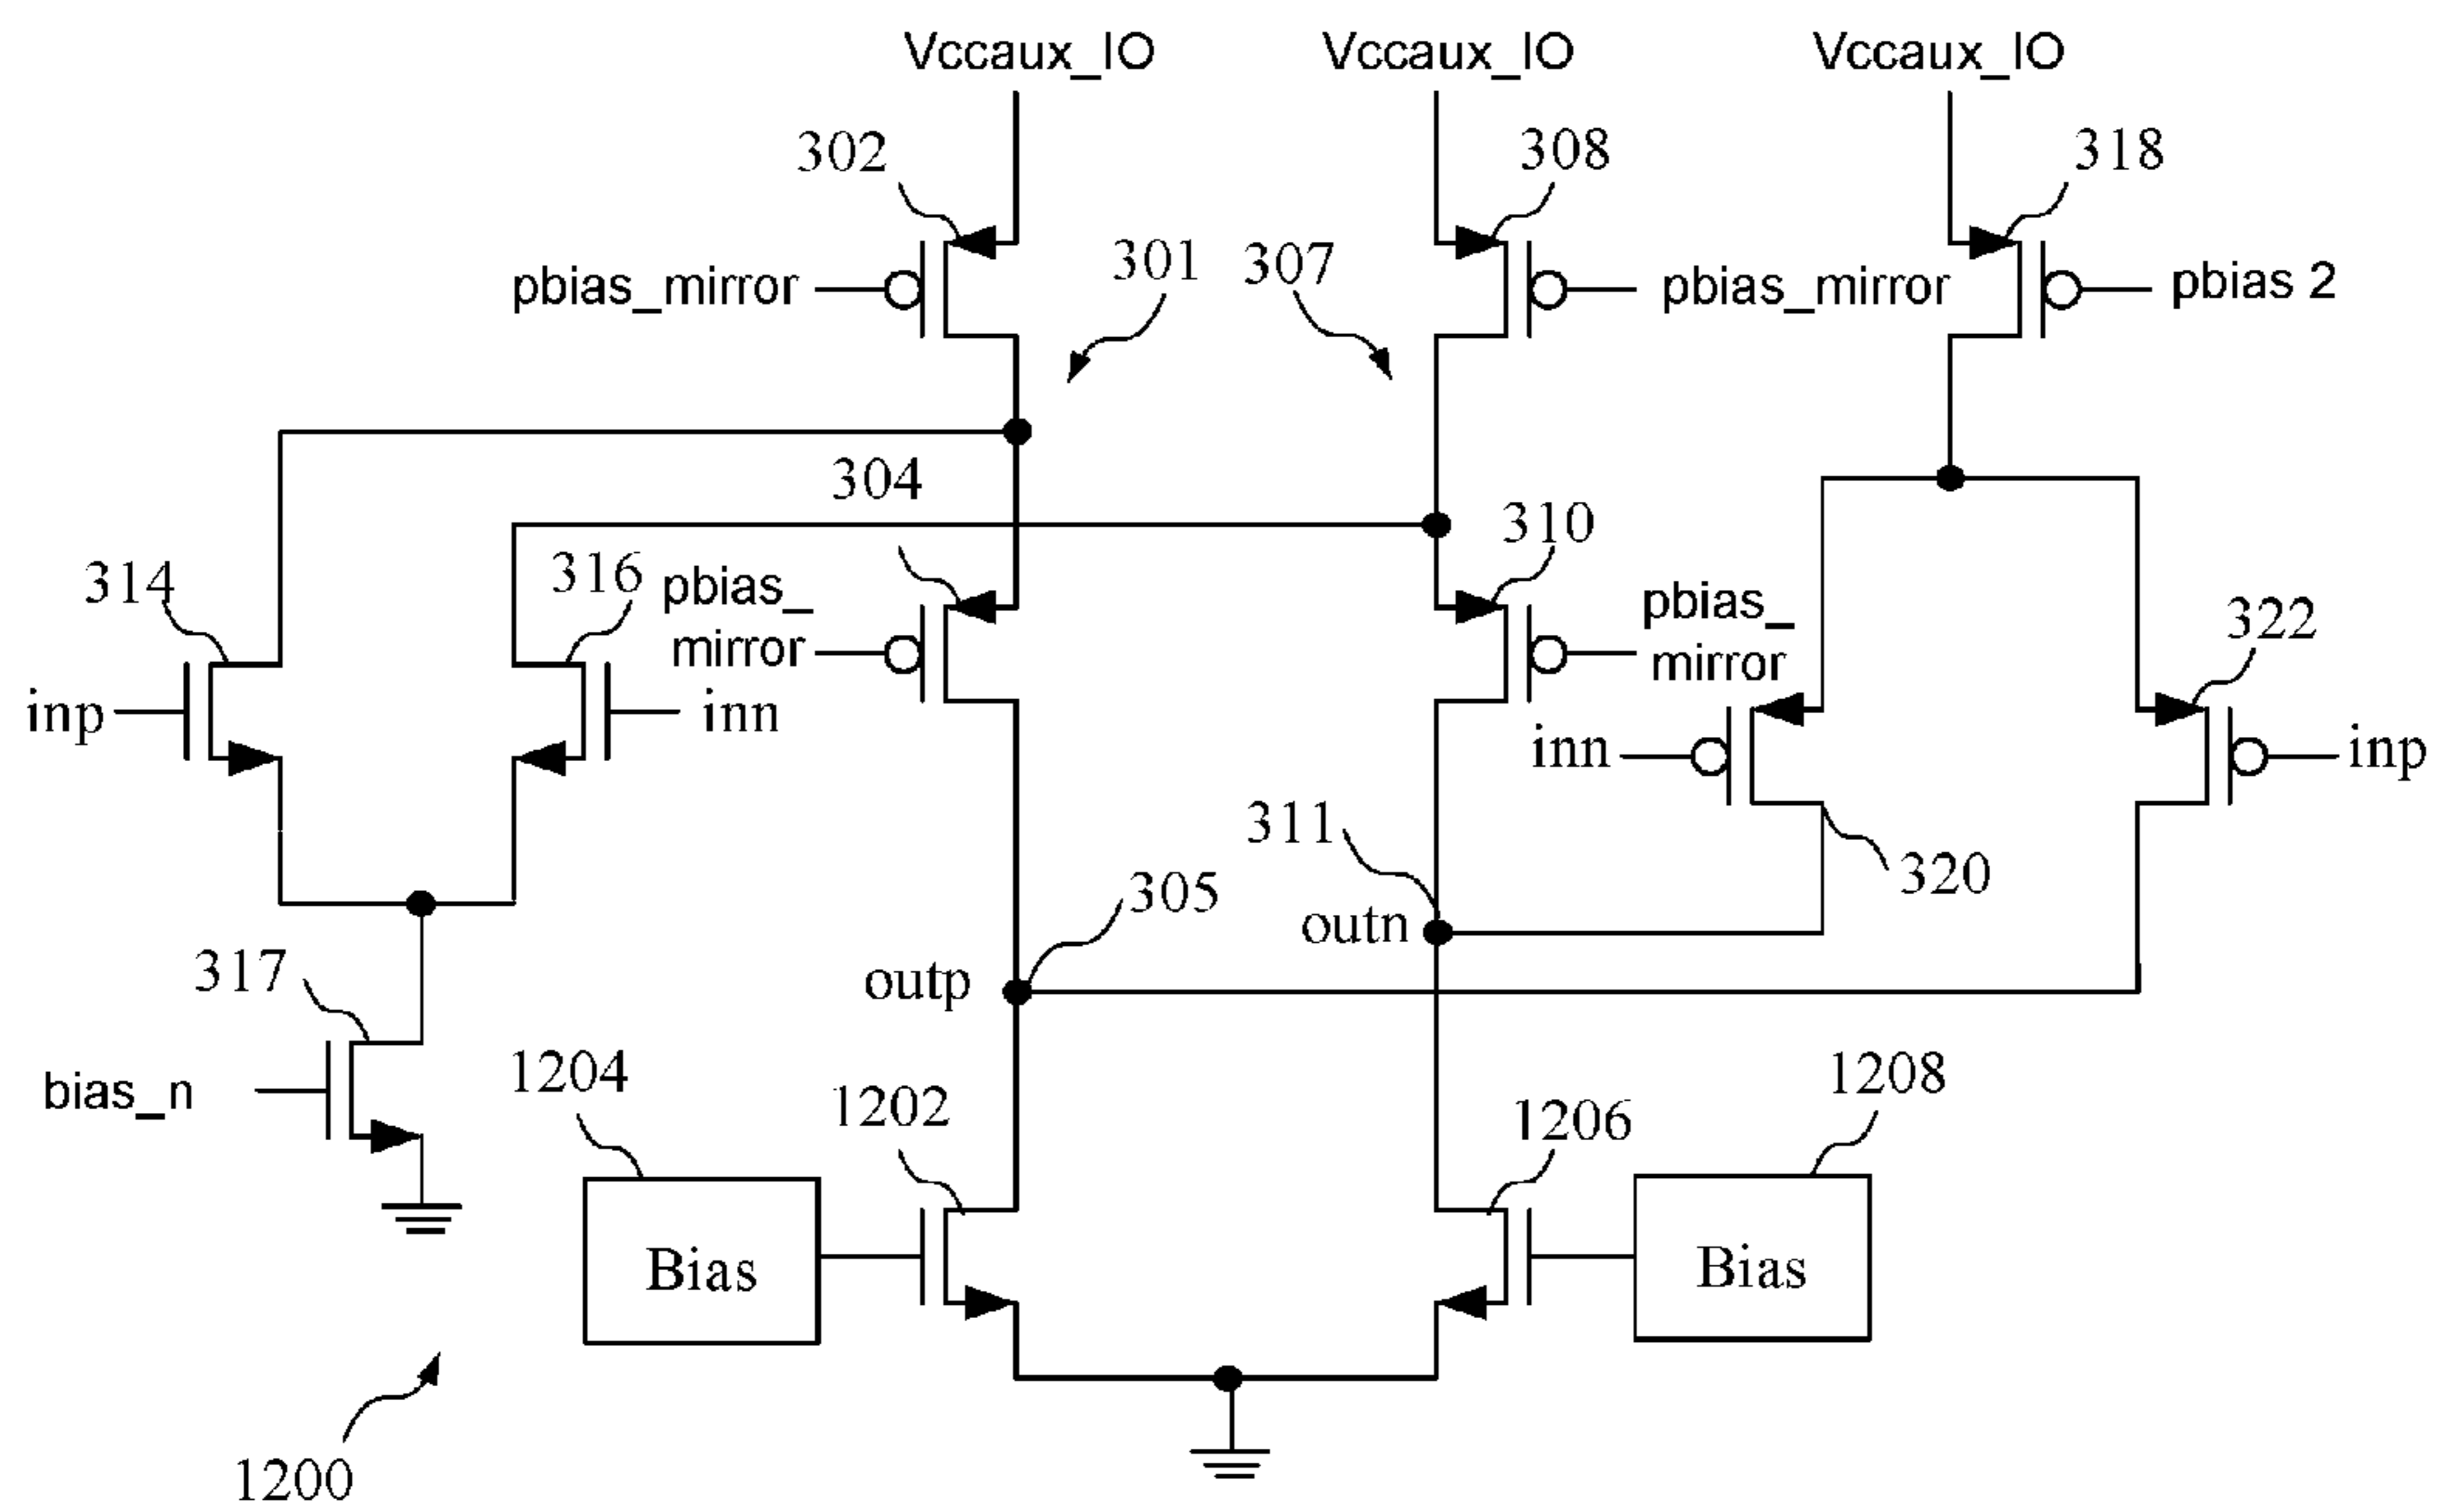 Vccaux_IO Vccaux_IO Vccaux_IO
302 308 318
301 307
pbias_mirror pbias_mirror pbias 2
304
310
314 316 pbias_ pbias_ 322
mirror mirror
inp inn inn inp
311
305 320
outn
317 outp
1204 1208
bias_n 1202 1206
Bias Bias
1200